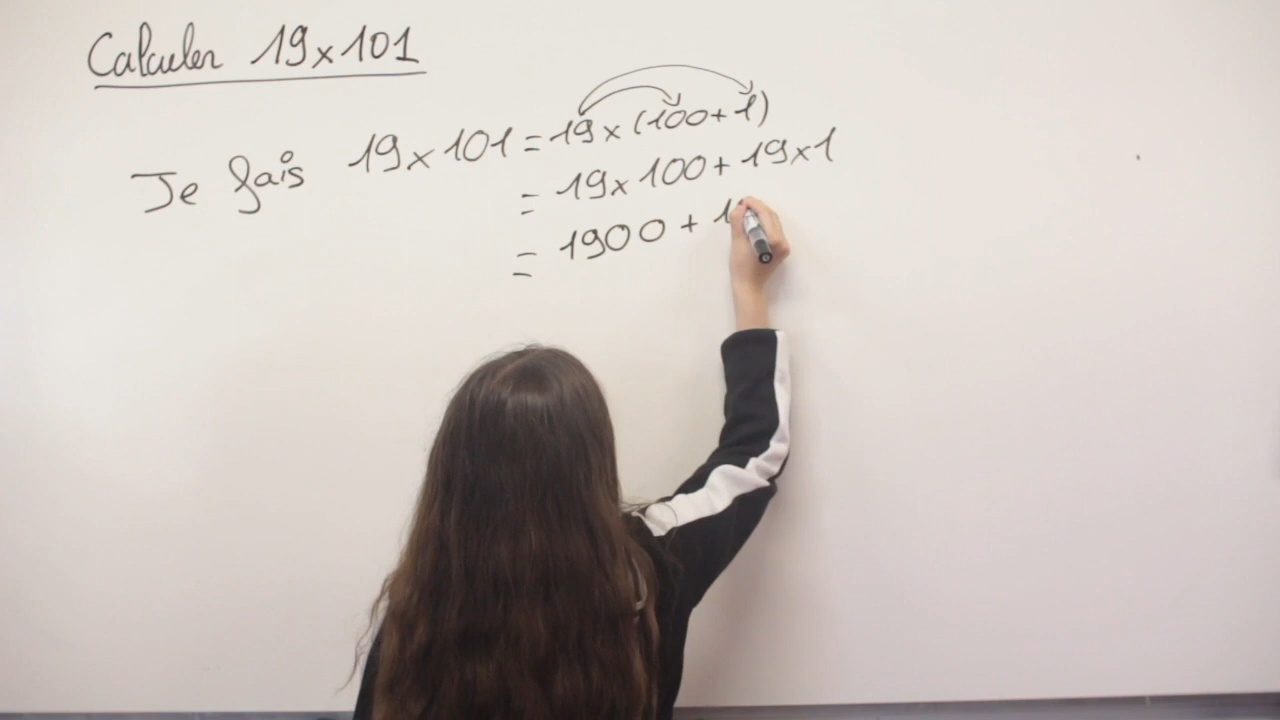 Calculer 19×101
Je fais 19×101 = 19×(100+1)
= 19×100+19×1
= 1900 + 1